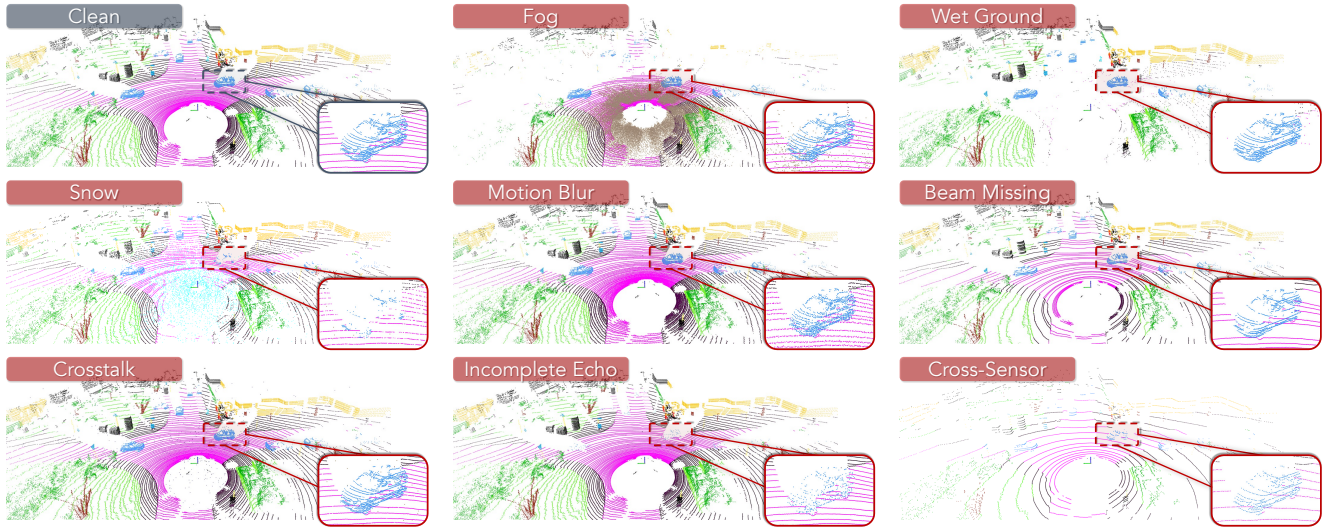 Clean
Fog
Wet Ground
Snow
Motion Blur
Beam Missing
Crosstalk
Incomplete Echo
Cross-Sensor